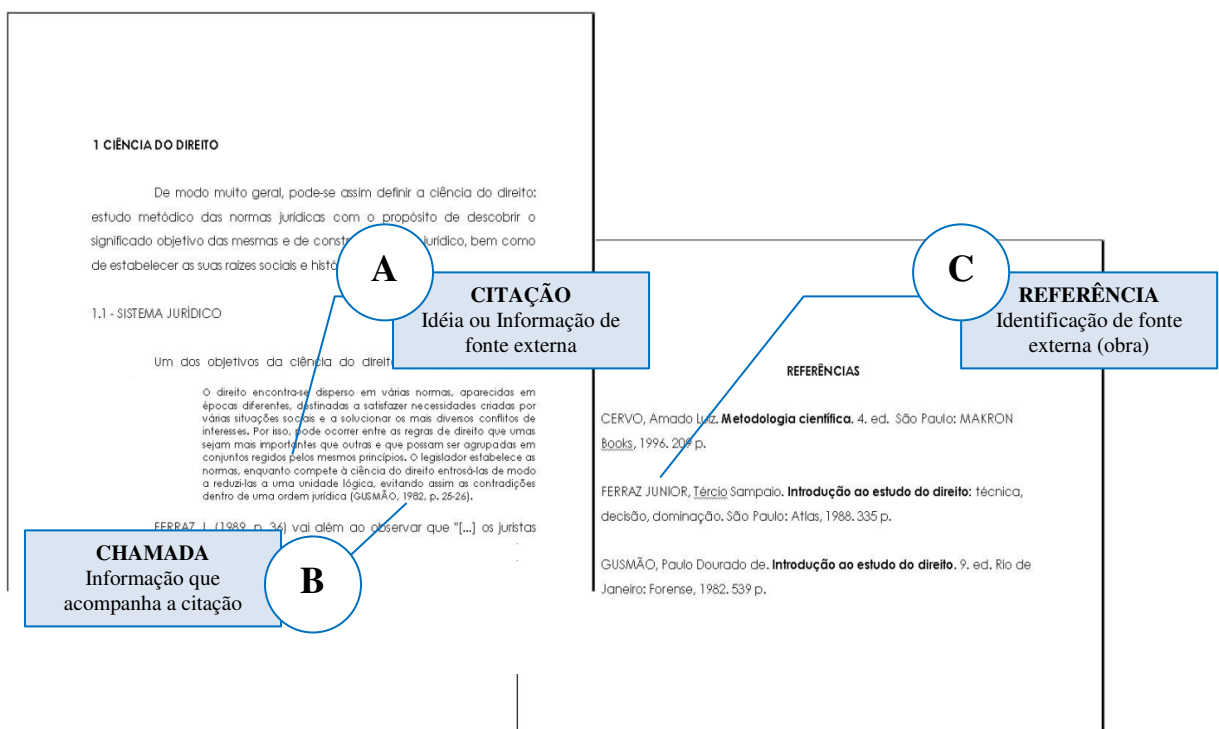 1 CIÊNCIA DO DIREITO
De modo muito geral, pode-se assim definir a ciência do direito:
estudo metódico das normas jurídicas com o propósito de descobrir o
significado objetivo das mesmas e de constr jurídico, bem como
de estabelecer as suas raízes sociais e histó
1.1 - SISTEMA JURÍDICO
Um dos objetivos da ciência do direit
O direito encontra-se disperso em várias normas, aparecidas em
épocas diferentes, destinadas a satisfazer necessidades criadas por
várias situações sociais e a solucionar os mais diversos conflitos de
interesses. Por isso, pode ocorrer entre as regras de direito que umas
sejam mais importantes que outras e que possam ser agrupadas em
conjuntos regidos pelos mesmos princípios. O legislador estabelece as
normas, enquanto compete à ciência do direito entrosá-las de modo
a reduzi-las a uma unidade lógica, evitando assim as contradições
dentro de uma ordem jurídica (GUSMÃO, 1982, p. 25-26).
FERRAZ J. (1989, p. 36) vai além ao observar que "[...] os juristas
A
CITAÇÃO
Idéia ou Informação de
fonte externa
CHAMADA
Informação que
acompanha a citação
B
C
REFERÊNCIA
Identificação de fonte
externa (obra)
REFERÊNCIAS
CERVO, Amado Luiz. Metodologia científica. 4. ed. São Paulo: MAKRON
Books, 1996. 209 p.
FERRAZ JUNIOR, Tércio Sampaio. Introdução ao estudo do direito: técnica,
decisão, dominação. São Paulo: Atlas, 1988. 335 p.
GUSMÃO, Paulo Dourado de. Introdução ao estudo do direito. 9. ed. Rio de
Janeiro: Forense, 1982. 539 p.